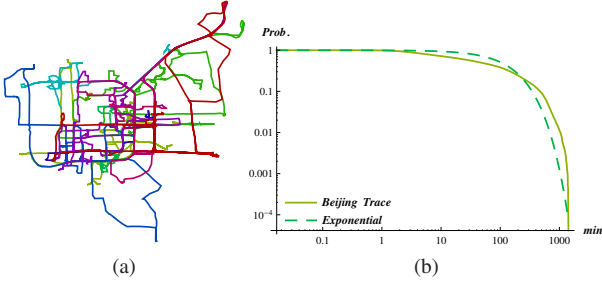 Prob.
1
0.1
0.01
0.001
10⁻⁴
Beijing Trace
Exponential
0.1 1 10 100 1000 min
(a) (b)